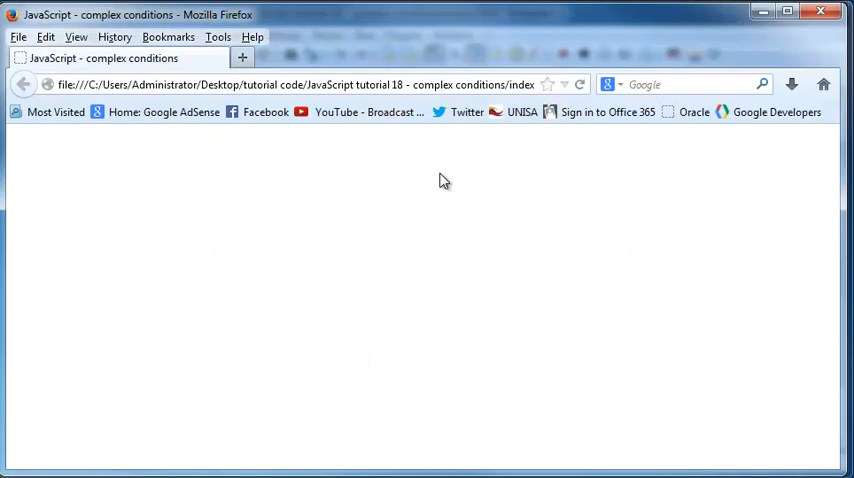 JavaScript - complex conditions - Mozilla Firefox
File Edit View History Bookmarks Tools Help
JavaScript - complex conditions
file:///C:/Users/Administrator/Desktop/tutorial code/JavaScript tutorial 18 - complex conditions/index
Google
Most Visited Home: Google AdSense Facebook YouTube - Broadcast ... Twitter UNISA Sign in to Office 365 Oracle Google Developers